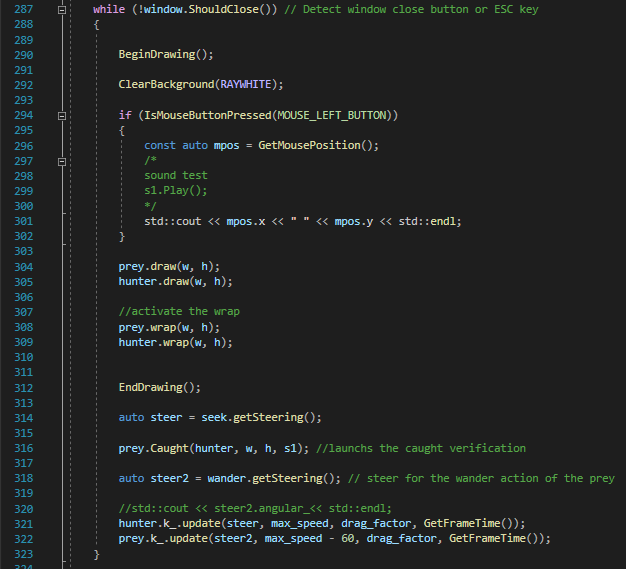 287 while (!window.ShouldClose()) // Detect window close button or ESC key
288 {
289
290 BeginDrawing();
291
292 ClearBackground(RAYWHITE);
293
294 if (IsMouseButtonPressed(MOUSE_LEFT_BUTTON))
295 {
296 const auto mpos = GetMousePosition();
297 /*
298 sound test
299 s1.Play();
300 */
301 std::cout << mpos.x << " " << mpos.y << std::endl;
302 }
303
304 prey.draw(w, h);
305 hunter.draw(w, h);
306
307 //activate the wrap
308 prey.wrap(w, h);
309 hunter.wrap(w, h);
310
311
312 EndDrawing();
313
314 auto steer = seek.getSteering();
315
316 prey.Caught(hunter, w, h, s1); //launchs the caught verification
317
318 auto steer2 = wander.getSteering(); // steer for the wander action of the prey
319
320 //std::cout << steer2.angular_<< std::endl;
321 hunter.k_.update(steer, max_speed, drag_factor, GetFrameTime());
322 prey.k_.update(steer2, max_speed - 60, drag_factor, GetFrameTime());
323 }
324